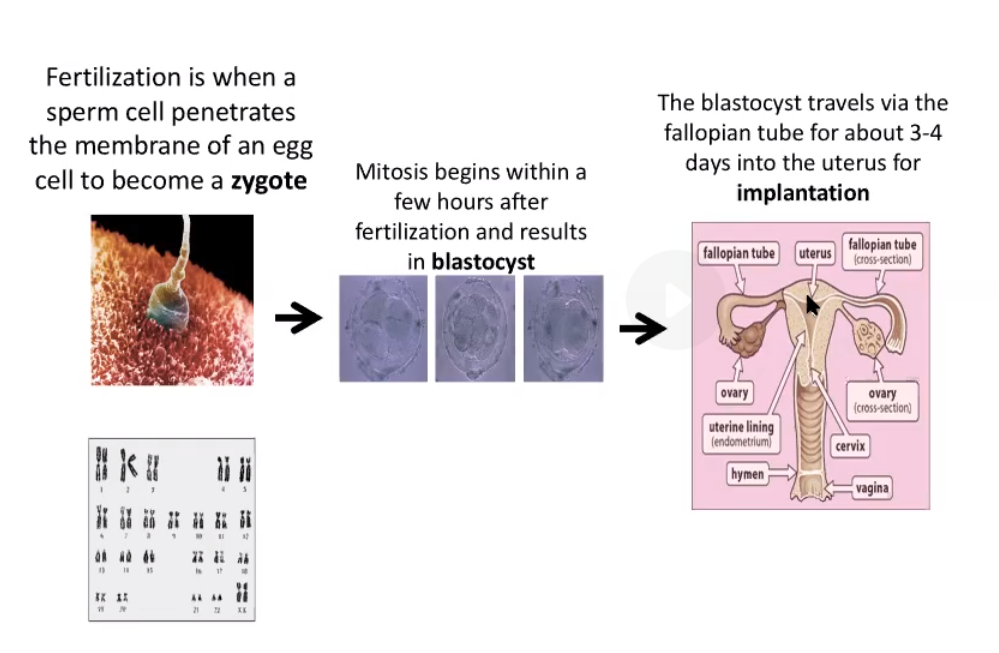 Fertilization is when a
sperm cell penetrates
the membrane of an egg
cell to become a zygote
Mitosis begins within a
few hours after
fertilization and results
in blastocyst
The blastocyst travels via the
fallopian tube for about 3-4
days into the uterus for
implantation
fallopian tube
uterus
fallopian tube
(cross-section)
ovary
ovary
(cross-section)
uterine lining
(endometrium)
cervix
hymen
vagina
1 2 3 4 5
6 7 8 9 10 11 12
13 14 15 16 17 18
19 20 21 22 XX